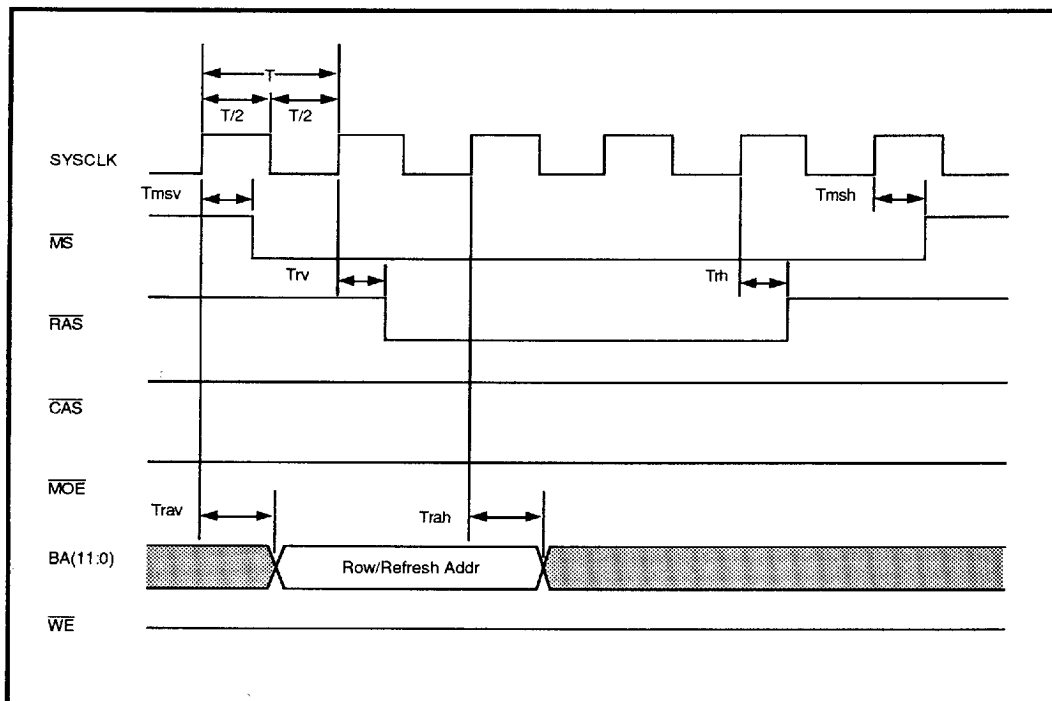 T
T/2 T/2
SYSCLK
Tmsv Tmsh
MS
Trv Trh
RAS
CAS
MOE
Trav Trah
BA(11:0) Row/Refresh Addr
WE